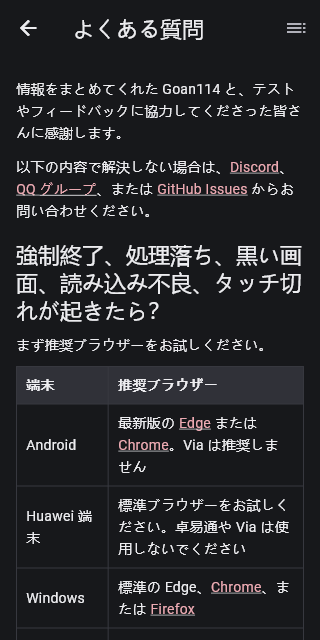 よくある質問
情報をまとめてくれた Goan114 と、テスト
やフィードバックに協力してくださった皆さ
んに感謝します。
以下の内容で解決しない場合は、Discord、
QQ グループ、または GitHub Issues からお
問い合わせください。
強制終了、処理落ち、黒い画
面、読み込み不良、タッチ切
れが起きたら？
まず推奨ブラウザーをお試しください。
端末
推奨ブラウザー
Android
最新版の Edge または
Chrome。Via は推奨しま
せん
Huawei 端
末
標準ブラウザーをお試しく
ださい。卓易通や Via は使
用しないでください
Windows
標準の Edge、Chrome、ま
たは Firefox